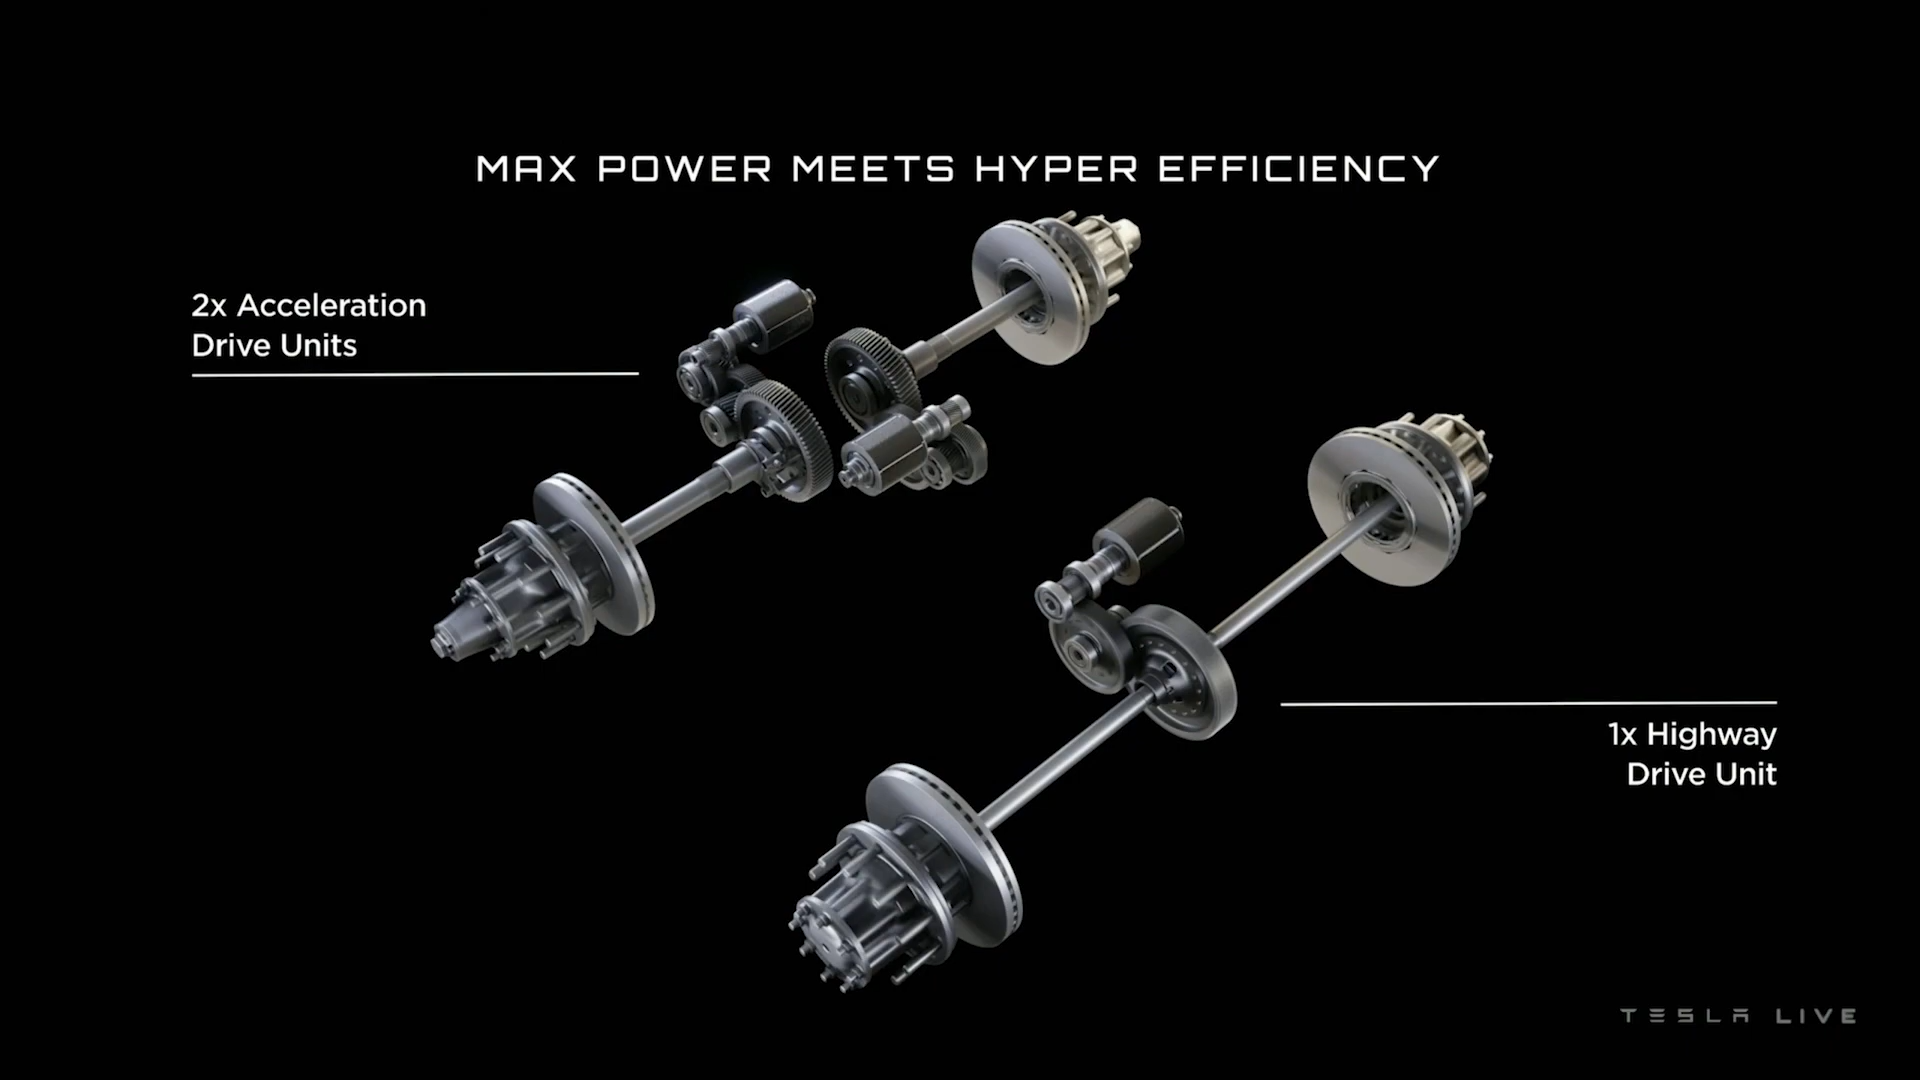 MAX POWER MEETS HYPER EFFICIENCY
2x Acceleration
Drive Units
1x Highway
Drive Unit
TESLA LIVE